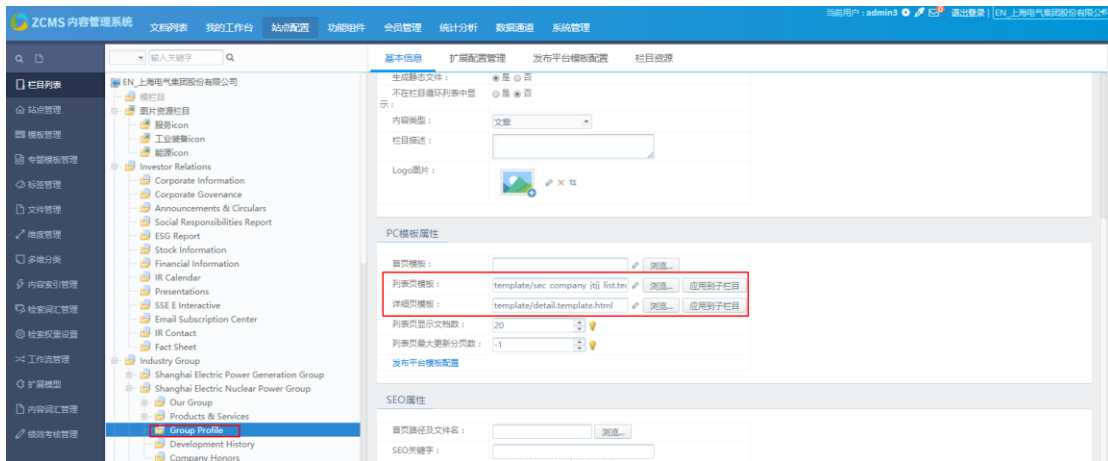 当前用户：admin3 退出登录 | EN_上海电气集团股份有限公
ZCMS 内容管理系统 文档列表 我的工作台 站点配置 功能组件 会员管理 统计分析 数据通道 系统管理
输入关键字
栏目列表
站点管理
模板管理
专题模板管理
标签管理
文件管理
维度管理
多维分类
内容索引管理
检索词汇管理
检索权重设置
工作流管理
扩展模型
内容词汇管理
绩效考核管理
EN_上海电气集团股份有限公司
图片资源栏目
服务icon
工业装备icon
能源icon
Investor Relations
Corporate Information
Corporate Govenance
Announcements & Circulars
Social Responsibilities Report
ESG Report
Stock Information
Financial Information
IR Calendar
Presentations
SSE E Interactive
Email Subscription Center
IR Contact
Fact Sheet
Industry Group
Shanghai Electric Power Generation Group
Shanghai Electric Nuclear Power Group
Our Group
Products & Services
Group Profile
Development History
Company Honors
基本信息 扩展配置管理 发布平台模板配置 栏目资源
生成静态文件： 是 否
不在栏目循环列表中显示： 是 否
内容类型： 文章
栏目描述：
Logo图片：
PC模板属性
首页模板： 浏览...
列表页模板： template/sec_company_jtjj_list.te 浏览... 应用到子栏目
详细页模板： template/detail.template.html 浏览... 应用到子栏目
列表页显示文档数： 20
列表页最大更新分页数： -1
发布平台模板配置
SEO属性
首页路径及文件名： 浏览...
SEO关键字：